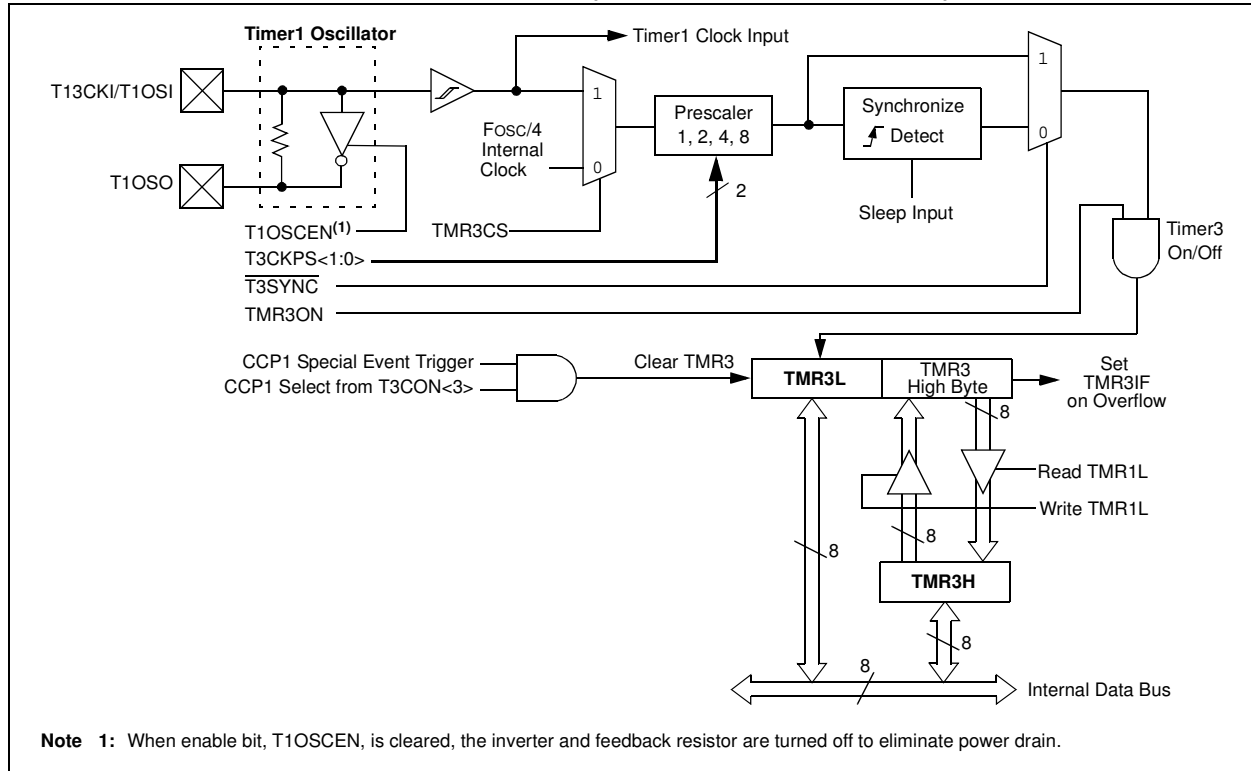 Timer1 Oscillator
Timer1 Clock Input
T13CKI/T1OSI
1
Prescaler
1, 2, 4, 8
Synchronize
Detect
1
0
FOSC/4
Internal
Clock
0
T1OSO
2
Sleep Input
T1OSCEN(1)
TMR3CS
Timer3
On/Off
T3CKPS<1:0>
T3SYNC
TMR3ON
CCP1 Special Event Trigger
CCP1 Select from T3CON<3>
Clear TMR3
TMR3L
TMR3
High Byte
Set
TMR3IF
on Overflow
8
Read TMR1L
Write TMR1L
8
8
TMR3H
8
8
Internal Data Bus
Note 1: When enable bit, T1OSCEN, is cleared, the inverter and feedback resistor are turned off to eliminate power drain.